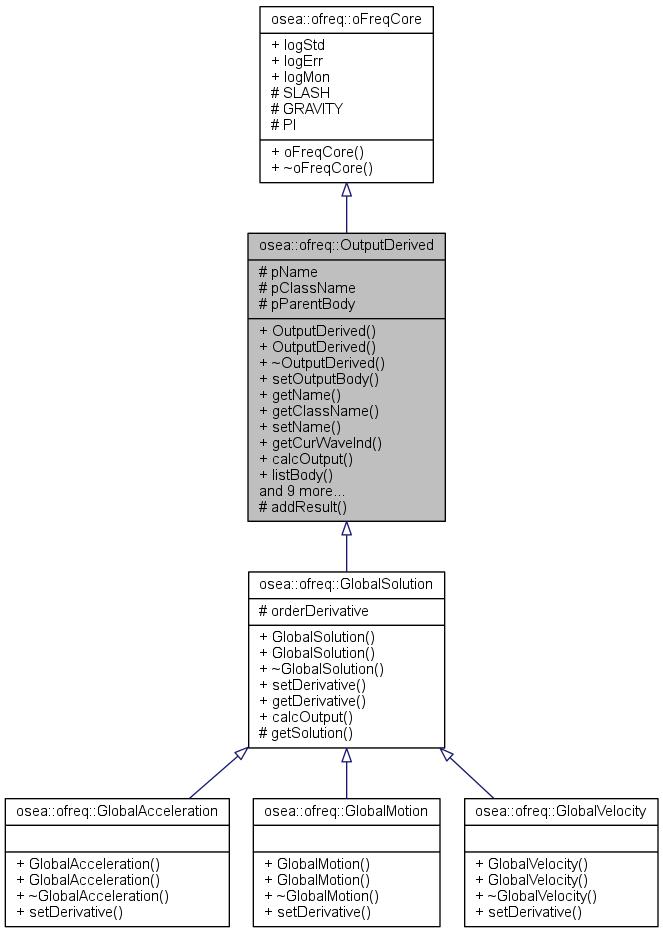 osea::ofreq::oFreqCore
+ logStd
+ logErr
+ logMon
# SLASH
# GRAVITY
# PI
+ oFreqCore()
+ ~oFreqCore()
osea::ofreq::OutputDerived
# pName
# pClassName
# pParentBody
+ OutputDerived()
+ OutputDerived()
+ ~OutputDerived()
+ setOutputBody()
+ getName()
+ getClassName()
+ setName()
+ getCurWaveInd()
+ calcOutput()
+ listBody()
and 9 more...
# addResult()
osea::ofreq::GlobalSolution
# orderDerivative
+ GlobalSolution()
+ GlobalSolution()
+ ~GlobalSolution()
+ setDerivative()
+ getDerivative()
+ calcOutput()
# getSolution()
osea::ofreq::GlobalAcceleration
+ GlobalAcceleration()
+ GlobalAcceleration()
+ ~GlobalAcceleration()
+ setDerivative()
osea::ofreq::GlobalMotion
+ GlobalMotion()
+ GlobalMotion()
+ ~GlobalMotion()
+ setDerivative()
osea::ofreq::GlobalVelocity
+ GlobalVelocity()
+ GlobalVelocity()
+ ~GlobalVelocity()
+ setDerivative()